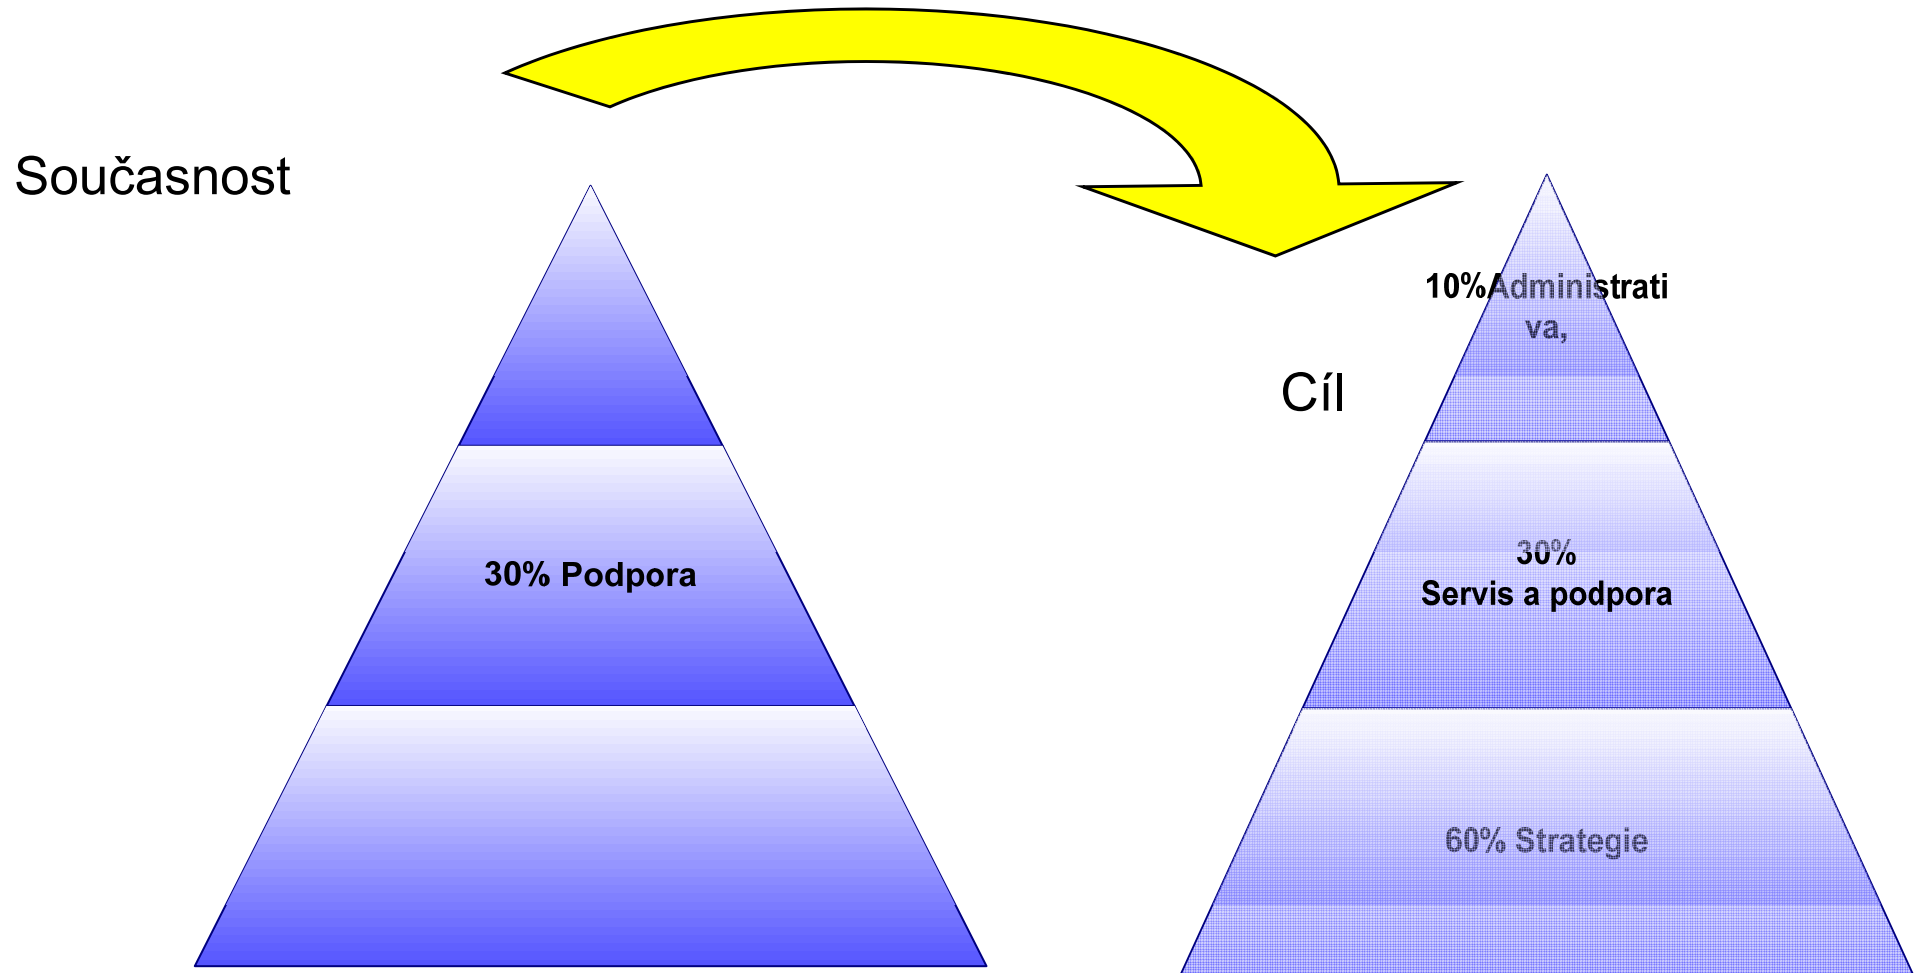 Současnost
30% Podpora
Cíl
10%Administrati
va,
30%
Servis a podpora
60% Strategie